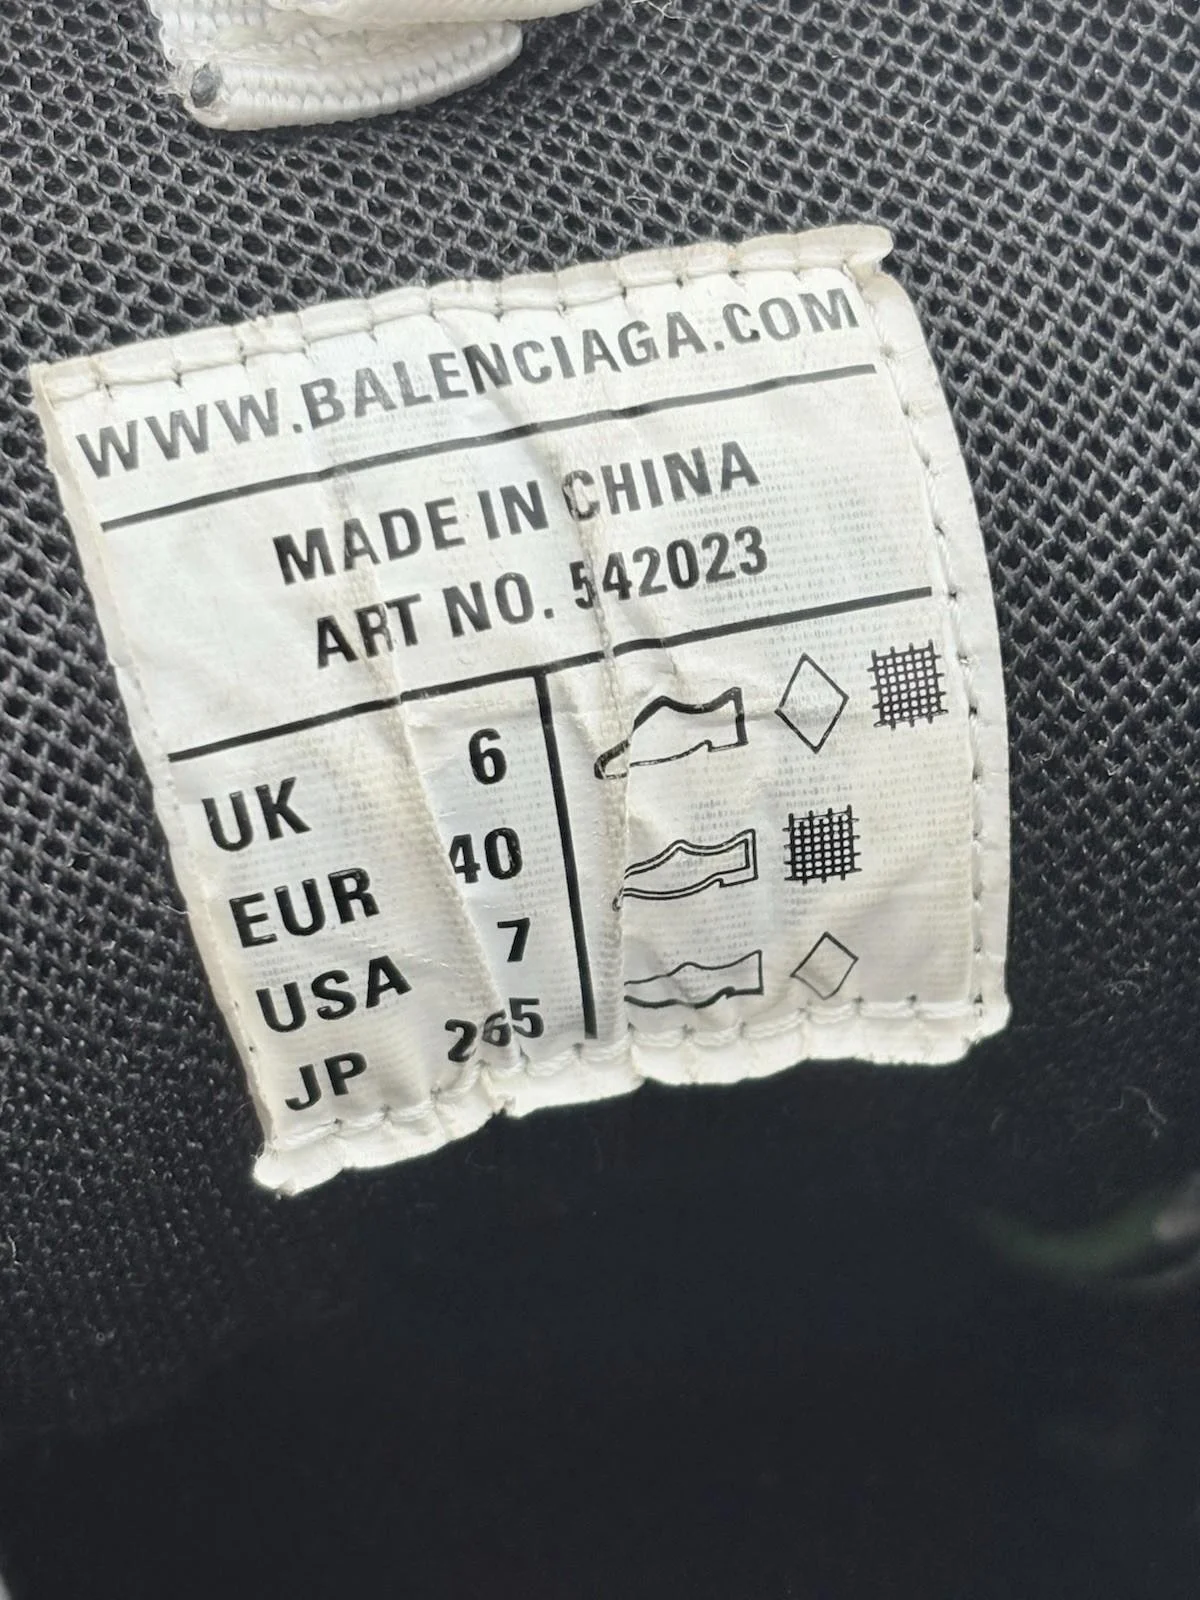 WWW.BALENCIAGA.COM
MADE IN CHINA
ART NO. 542023
UK 6
EUR 40
USA 7
JP 265